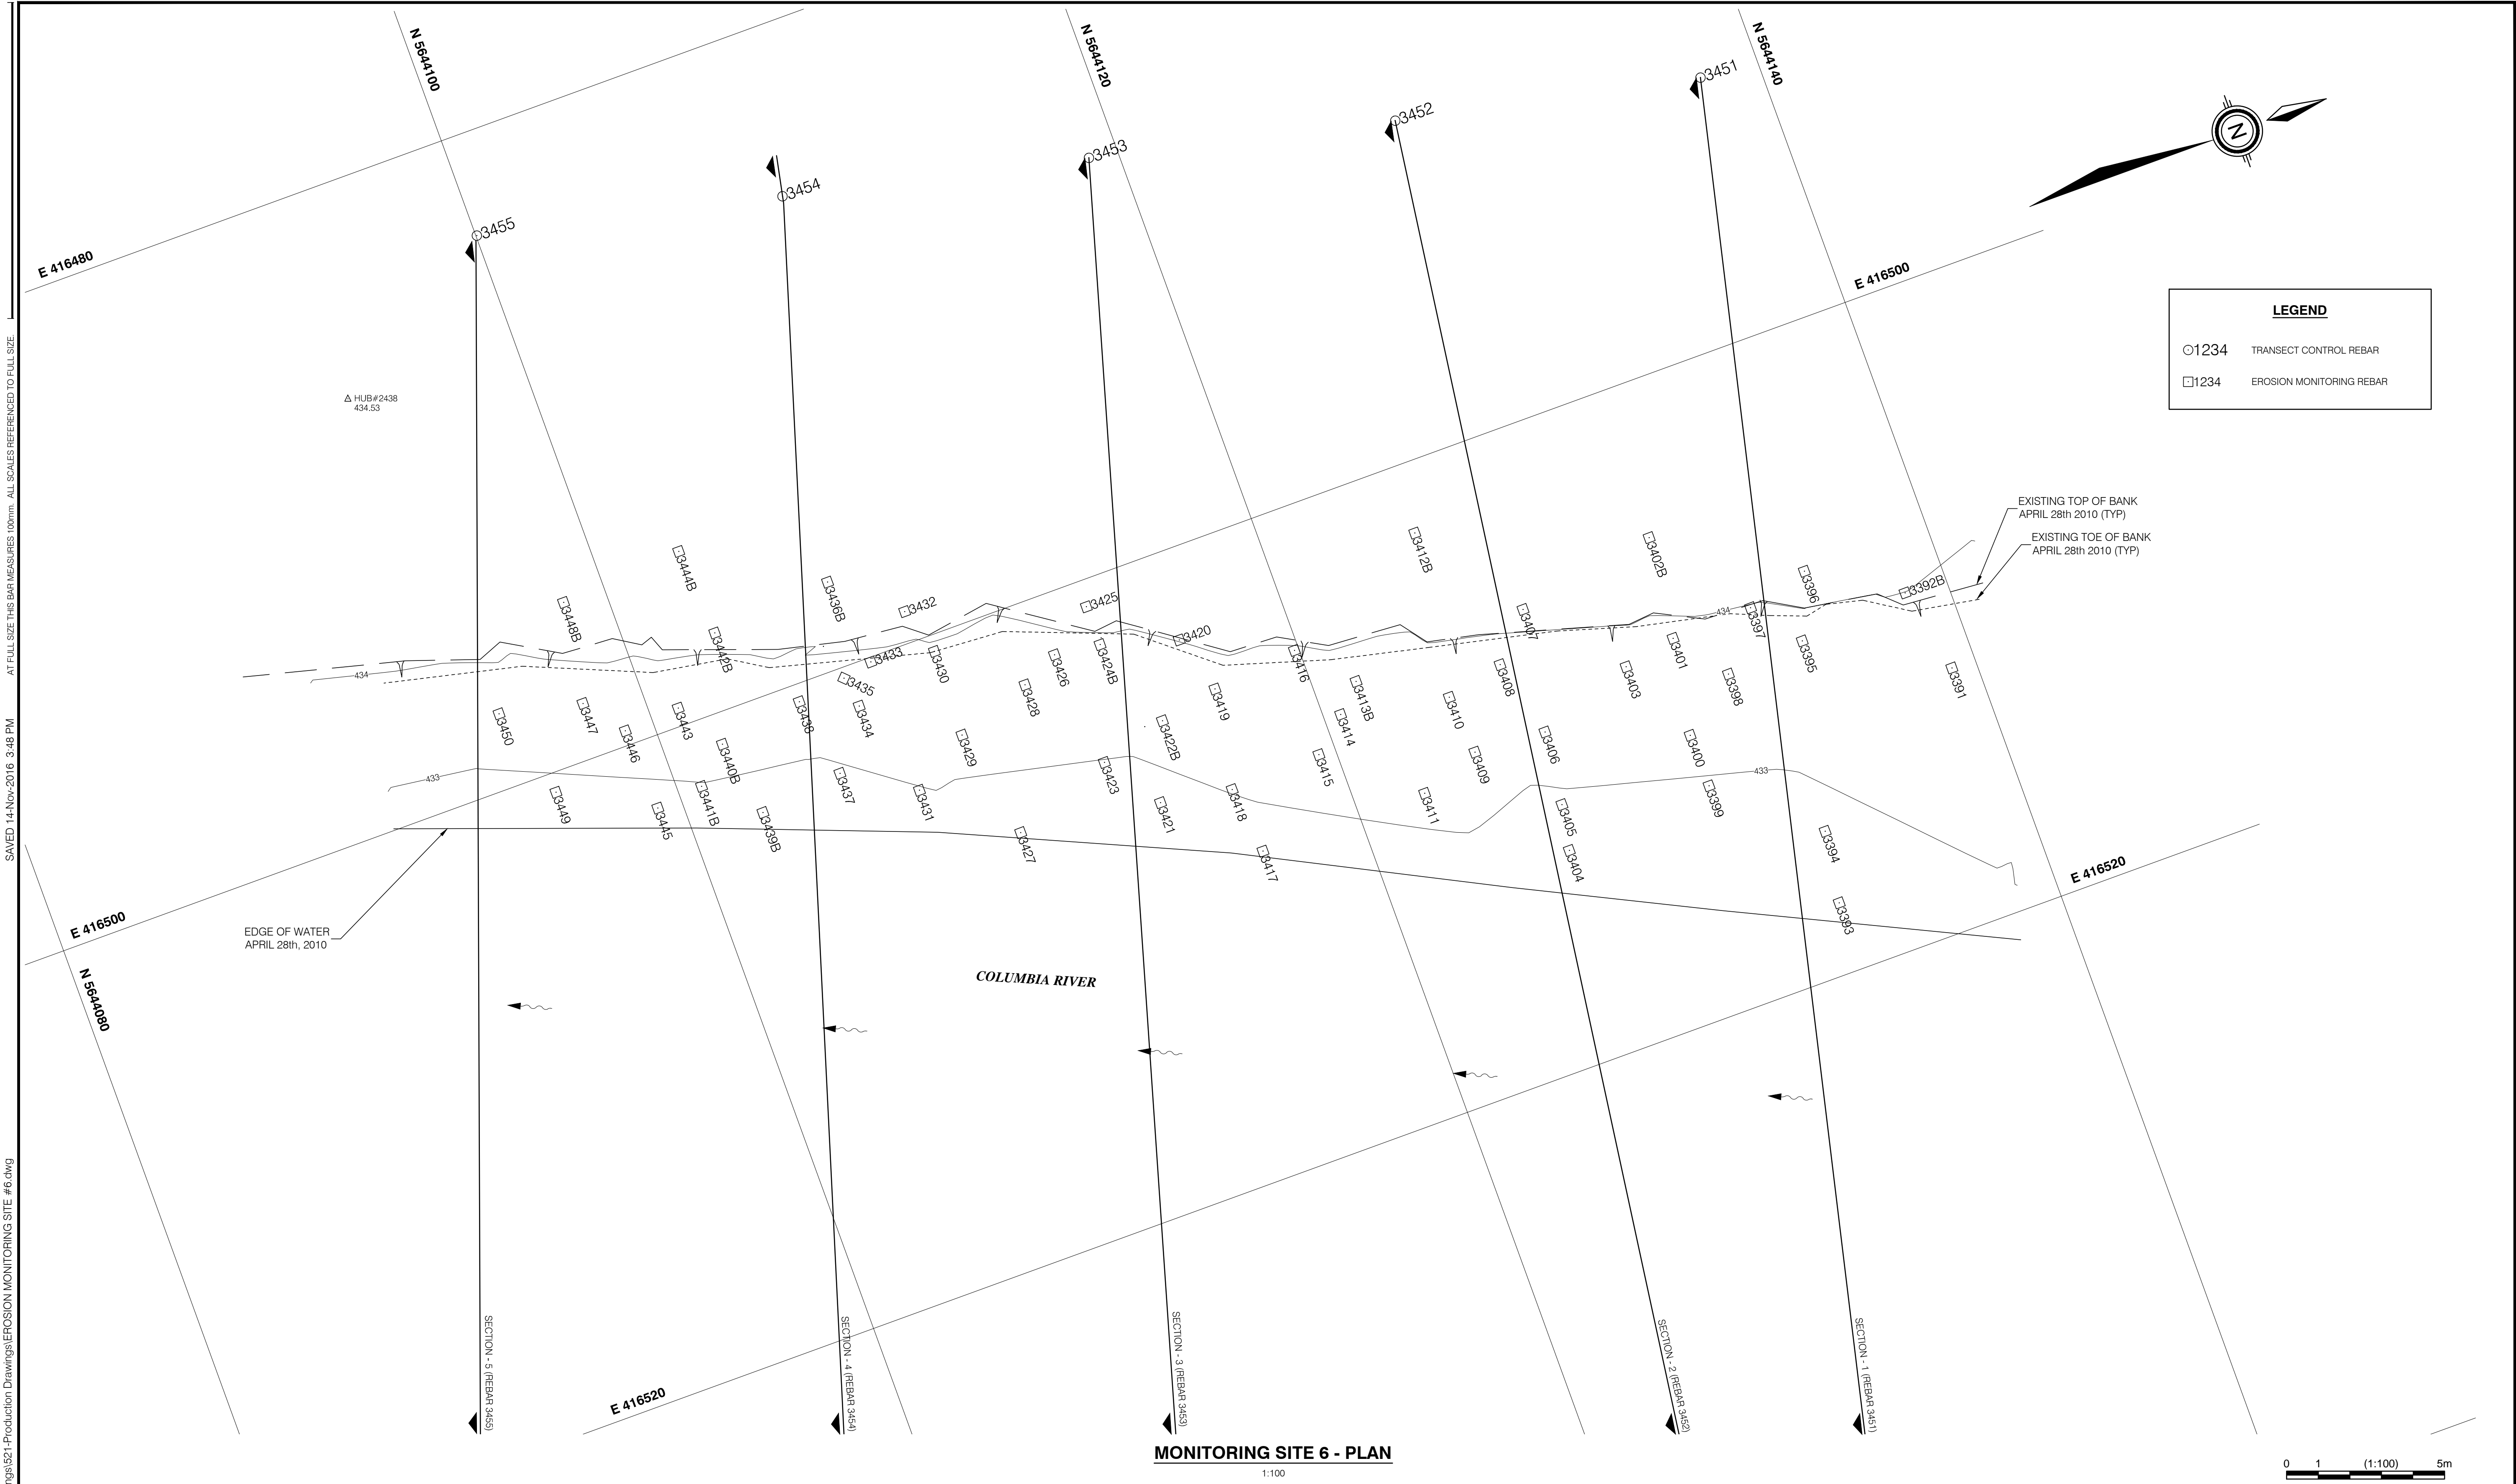 N 5644100
N 5644120
N 5644140
3451
3452
3453
3454
3455
N
E 416480
E 416500
LEGEND
1234 TRANSECT CONTROL REBAR
1234 EROSION MONITORING REBAR
HUB#2438
434.53
EXISTING TOP OF BANK
APRIL 28th 2010 (TYP)
EXISTING TOE OF BANK
APRIL 28th 2010 (TYP)
3444B
3448B
3442B
3436B
3432
3433
3435
3430
3425
3426
3424B
3420
3412B
3402B
3396
3392B
3407
3397
434
434
3416
3401
3395
3391
3450
3447
3446
3443
3440B
3438
3434
3429
3428
3422B
3419
3414
3413B
3410
3408
3403
3398
433
433
3449
3445
3441B
3439B
3437
3431
3427
3423
3421
3418
3417
3415
3411
3409
3406
3405
3404
3400
3399
3394
3393
E 416520
E 416500
N 5644080
EDGE OF WATER
APRIL 28th, 2010
COLUMBIA RIVER
SECTION - 5 (REBAR 3455)
SECTION - 4 (REBAR 3454)
SECTION - 3 (REBAR 3453)
SECTION - 2 (REBAR 3452)
SECTION - 1 (REBAR 3451)
E 416520
MONITORING SITE 6 - PLAN
1:100
0 1 (1:100) 5m
AT FULL SIZE THIS BAR MEASURES 100mm. ALL SCALES REFERENCED TO FULL SIZE.
SAVED 14-Nov-2016 3:48 PM
ngs\521-Production Drawings\EROSION MONITORING SITE #6.dwg